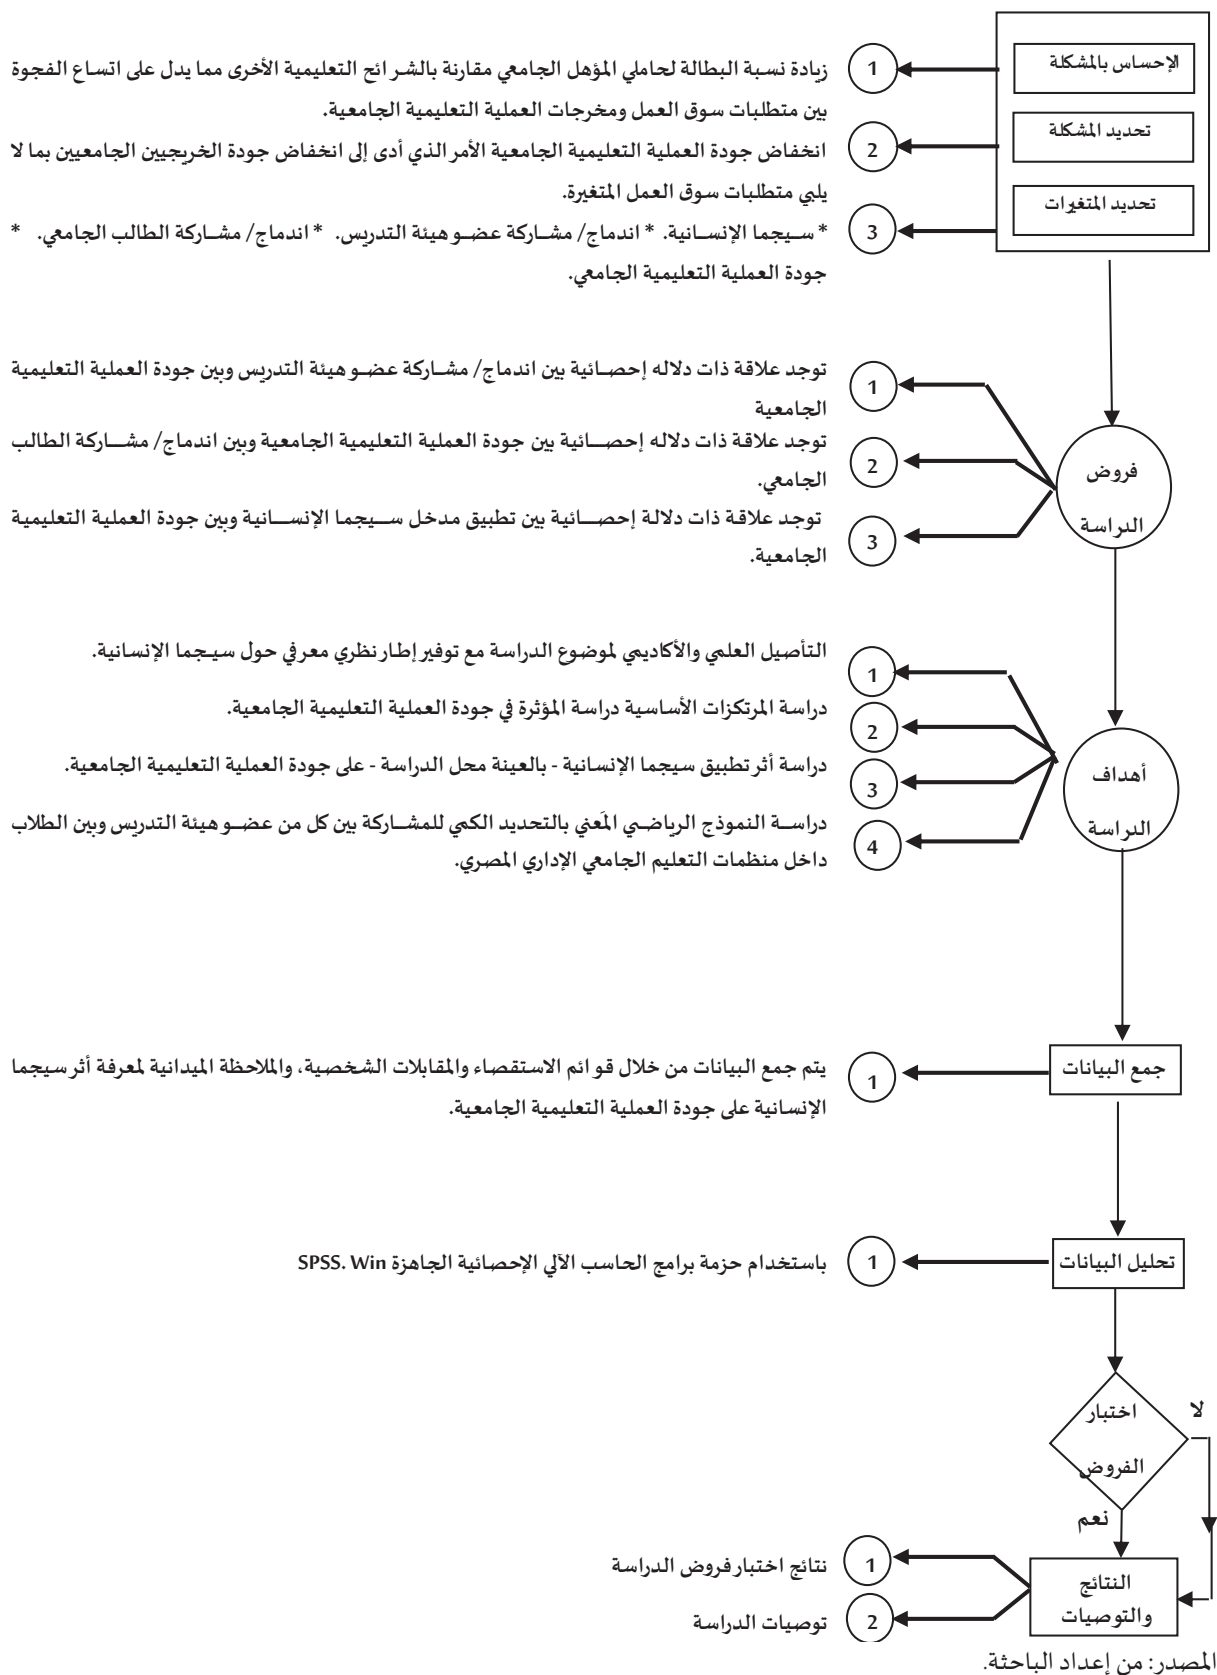 الإحساس بالمشكلة
تحديد المشكلة
تحديد المتغيرات
1
زيادة نسبة البطالة لحاملي المؤهل الجامعي مقارنة بالشرائح التعليمية الأخرى مما يدل على اتساع الفجوة
بين متطلبات سوق العمل ومخرجات العملية التعليمية الجامعية.
2
انخفاض جودة العملية التعليمية الجامعية الأمر الذي أدى إلى انخفاض جودة الخريجيين الجامعيين بما لا
يلبي متطلبات سوق العمل المتغيرة.
3
* سيجما الإنسانية. * اندماج/ مشاركة عضو هيئة التدريس. * اندماج/ مشاركة الطالب الجامعي. *
جودة العملية التعليمية الجامعي.
فروض
الدراسة
1
توجد علاقة ذات دلاله إحصائية بين اندماج/ مشاركة عضو هيئة التدريس وبين جودة العملية التعليمية
الجامعية
2
توجد علاقة ذات دلاله إحصائية بين جودة العملية التعليمية الجامعية وبين اندماج/ مشاركة الطالب
الجامعي.
3
توجد علاقة ذات دلالة إحصائية بين تطبيق مدخل سيجما الإنسانية وبين جودة العملية التعليمية
الجامعية.
أهداف
الدراسة
1
التأصيل العلمي والأكاديمي لموضوع الدراسة مع توفير إطار نظري معرفي حول سيجما الإنسانية.
2
دراسة المرتكزات الأساسية دراسة المؤثرة في جودة العملية التعليمية الجامعية.
3
دراسة أثر تطبيق سيجما الإنسانية - بالعينة محل الدراسة - على جودة العملية التعليمية الجامعية.
4
دراسة النموذج الرياضي المَعني بالتحديد الكمي للمشاركة بين كل من عضو هيئة التدريس وبين الطلاب
داخل منظمات التعليم الجامعي الإداري المصري.
جمع البيانات
1
يتم جمع البيانات من خلال قوائم الاستقصاء والمقابلات الشخصية، والملاحظة الميدانية لمعرفة أثر سيجما
الإنسانية على جودة العملية التعليمية الجامعية.
تحليل البيانات
1
باستخدام حزمة برامج الحاسب الآلي الإحصائية الجاهزة SPSS. Win
اختبار
الفروض
لا
نعم
النتائج
والتوصيات
1
نتائج اختبار فروض الدراسة
2
توصيات الدراسة
المصدر: من إعداد الباحثة.